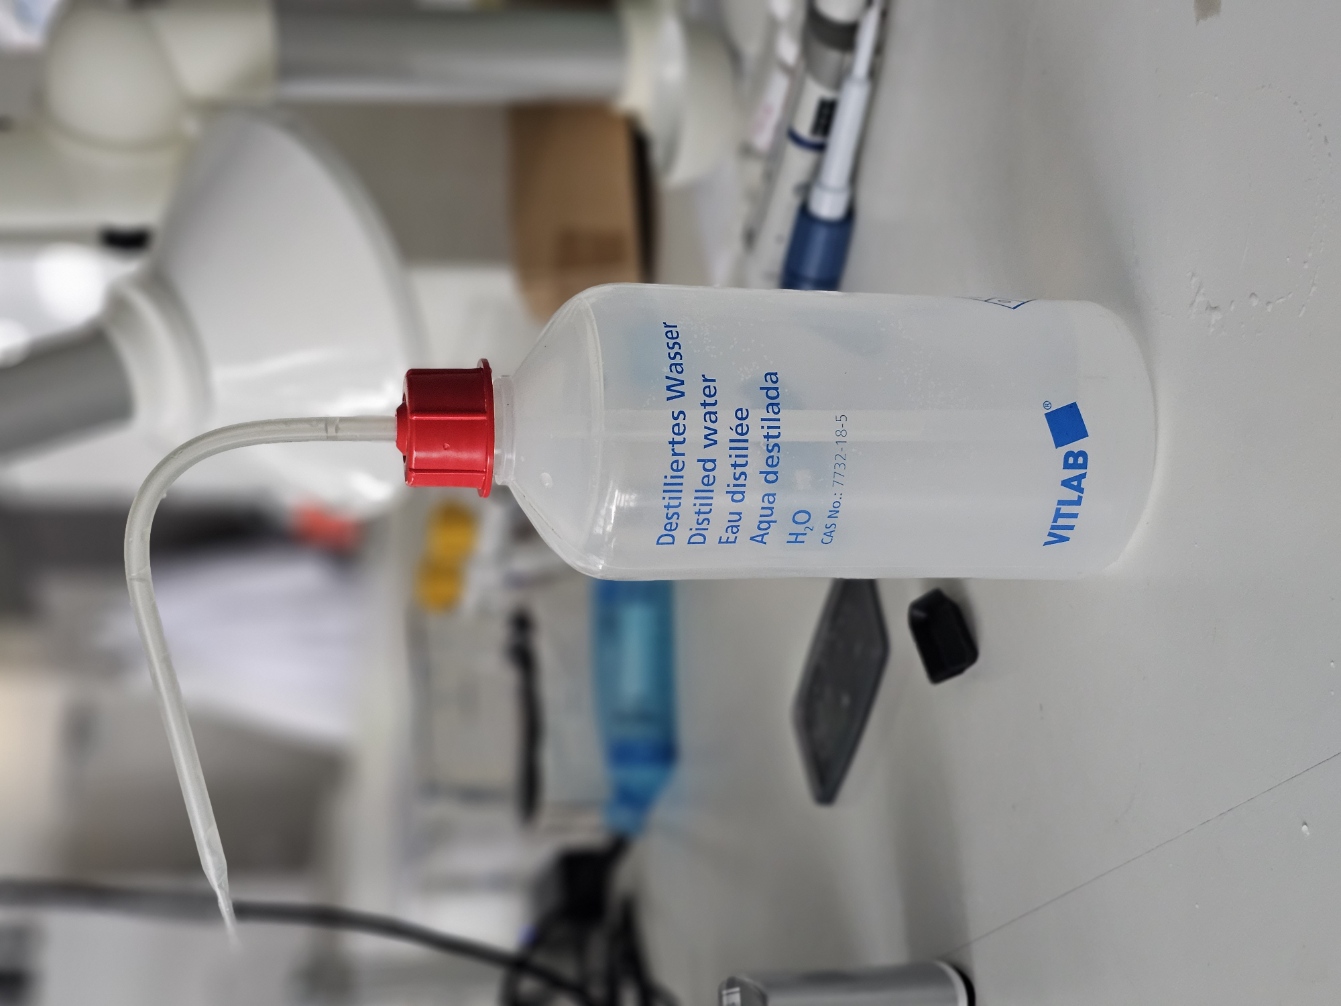 Destilliertes Wasser
Distilled water
Eau distillée
Aqua destilada
H₂O
CAS No.: 7732-18-5
VITLAB®